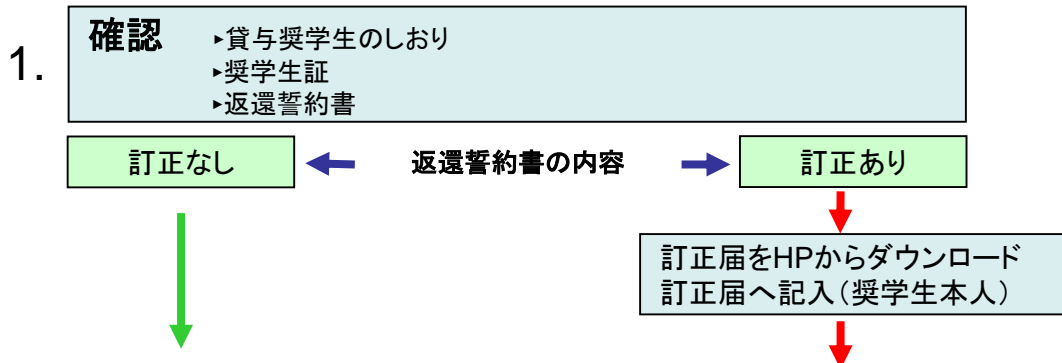 1.
確認
▸貸与奨学生のしおり
▸奨学生証
▸返還誓約書
訂正なし
返還誓約書の内容
訂正あり
訂正届をHPからダウンロード
訂正届へ記入(奨学生本人)